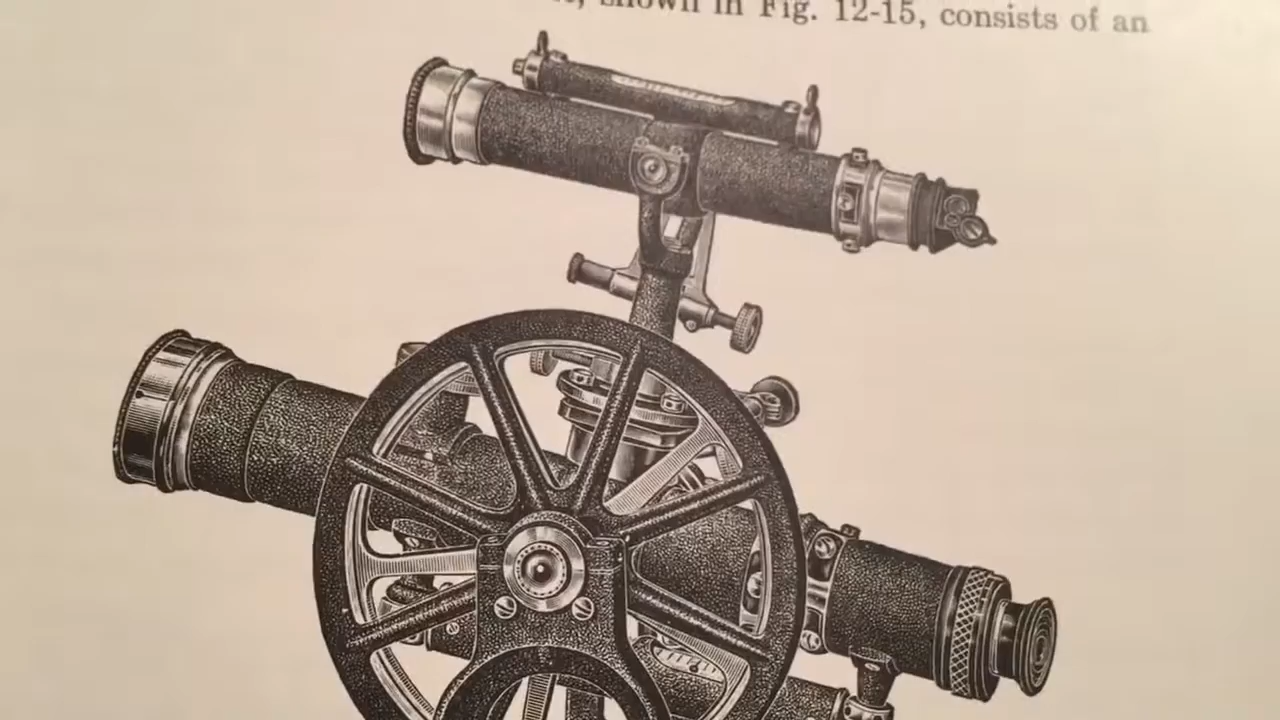 shown in Fig. 12-15, consists of an